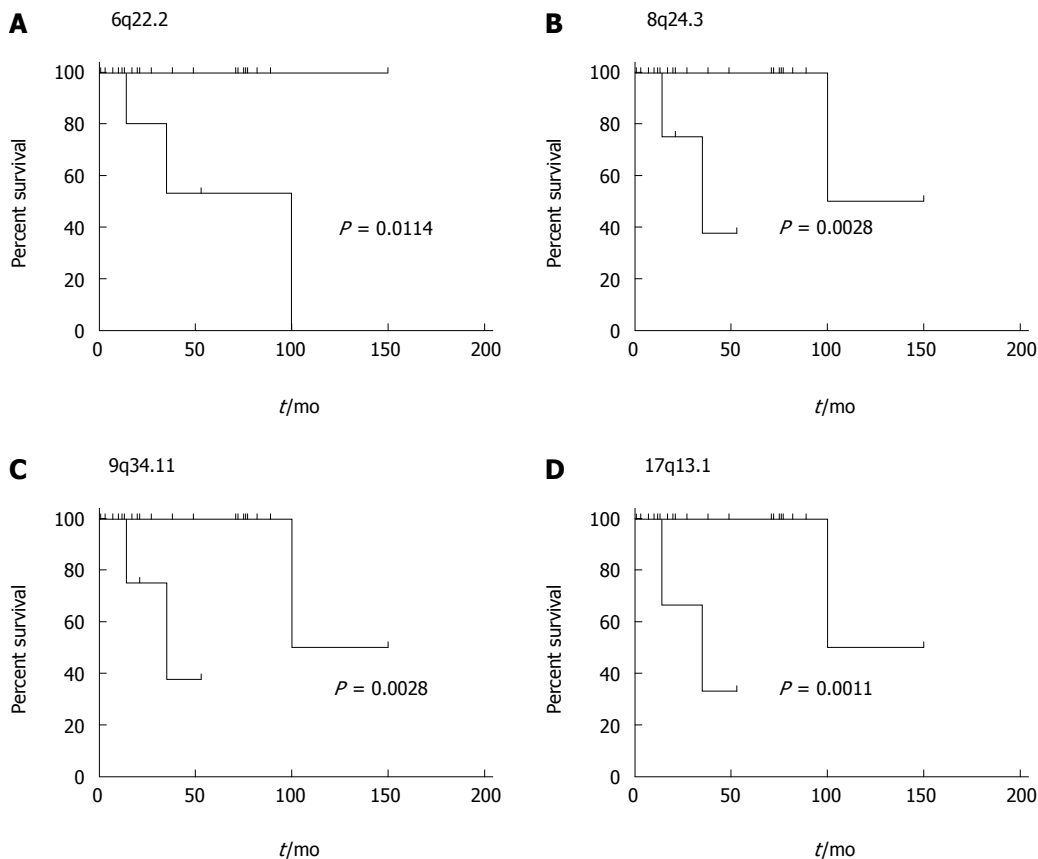 A 6q22.2
100
80
60
40
20
0
Percent survival
P = 0.0114
0 50 100 150 200
t/mo
B 8q24.3
100
80
60
40
20
0
Percent survival
P = 0.0028
0 50 100 150 200
t/mo
C 9q34.11
100
80
60
40
20
0
Percent survival
P = 0.0028
0 50 100 150 200
t/mo
D 17q13.1
100
80
60
40
20
0
Percent survival
P = 0.0011
0 50 100 150 200
t/mo